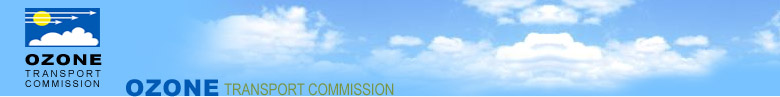 OZONE
TRANSPORT
COMMISSION
OZONE TRANSPORT COMMISSION